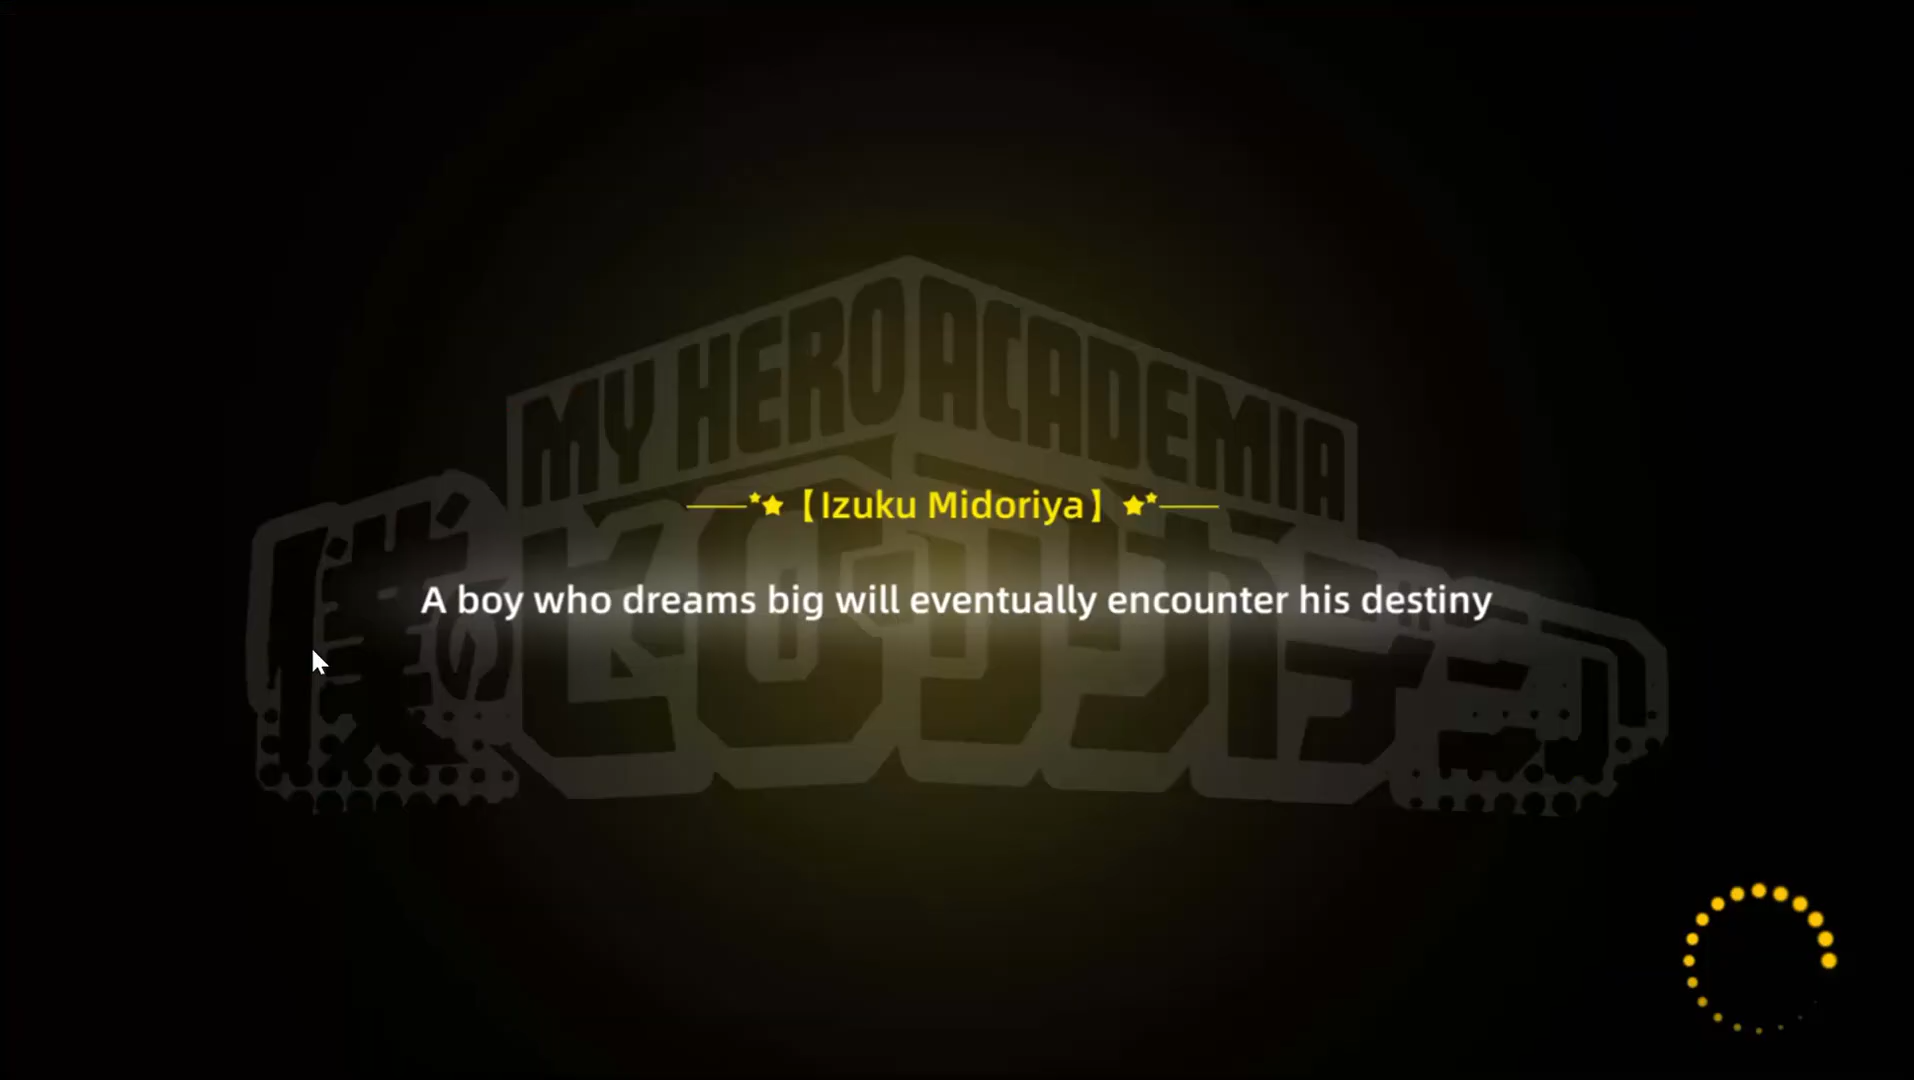 MY HERO ACADEMIA
【Izuku Midoriya】
僕のヒーローアカデミア
A boy who dreams big will eventually encounter his destiny